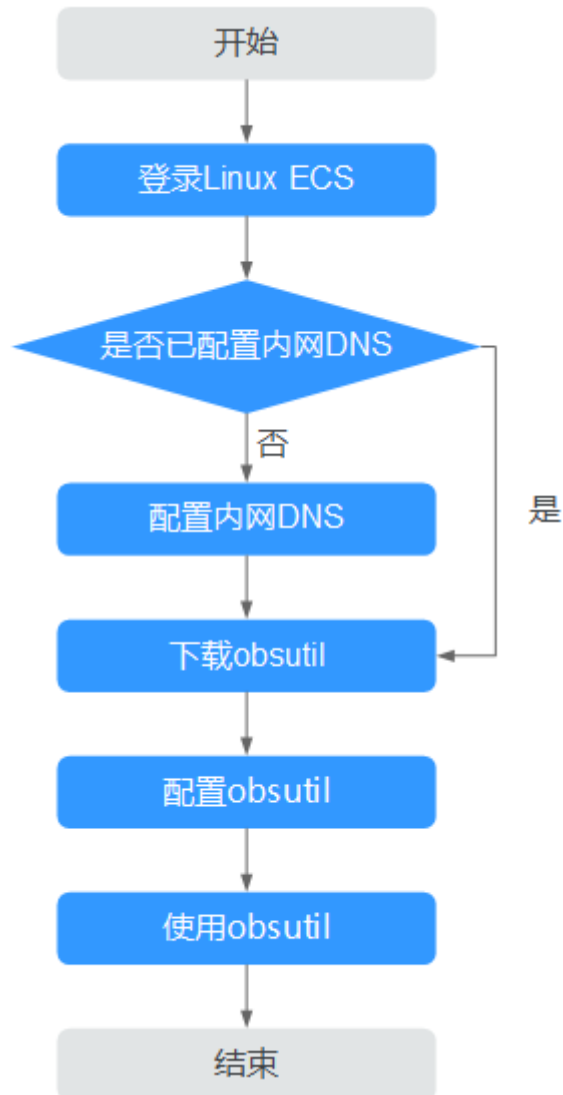 开始
登录Linux ECS
是否已配置内网DNS
否
配置内网DNS
是
下载obsutil
配置obsutil
使用obsutil
结束